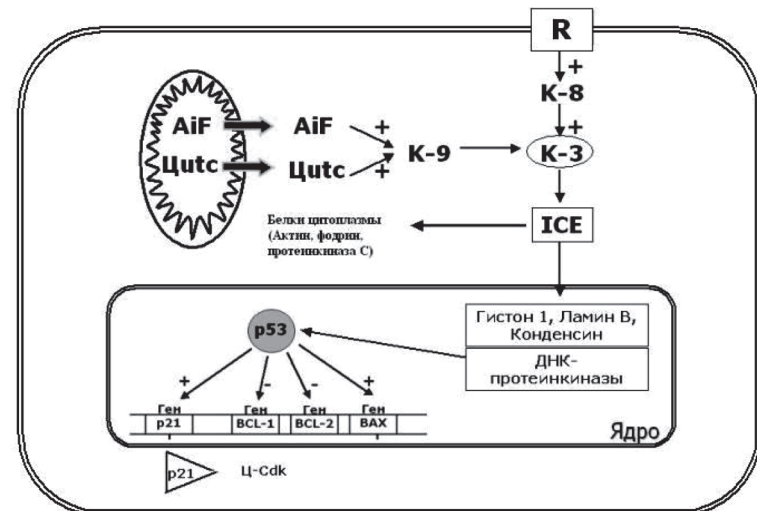 R
+
K-8
+
AiF
AiF
+
K-9
K-3
Цutc
Цutc
+
Белки цитоплазмы
(Актин, фодрин,
протеинкиназа С)
ICE
p53
Гистон 1, Ламин В,
Конденсин
ДНК-
протеинкиназы
+
-
-
+
Ген
p21
Ген
BCL-1
Ген
BCL-2
Ген
BAX
Ядро
p21
Ц-Cdk